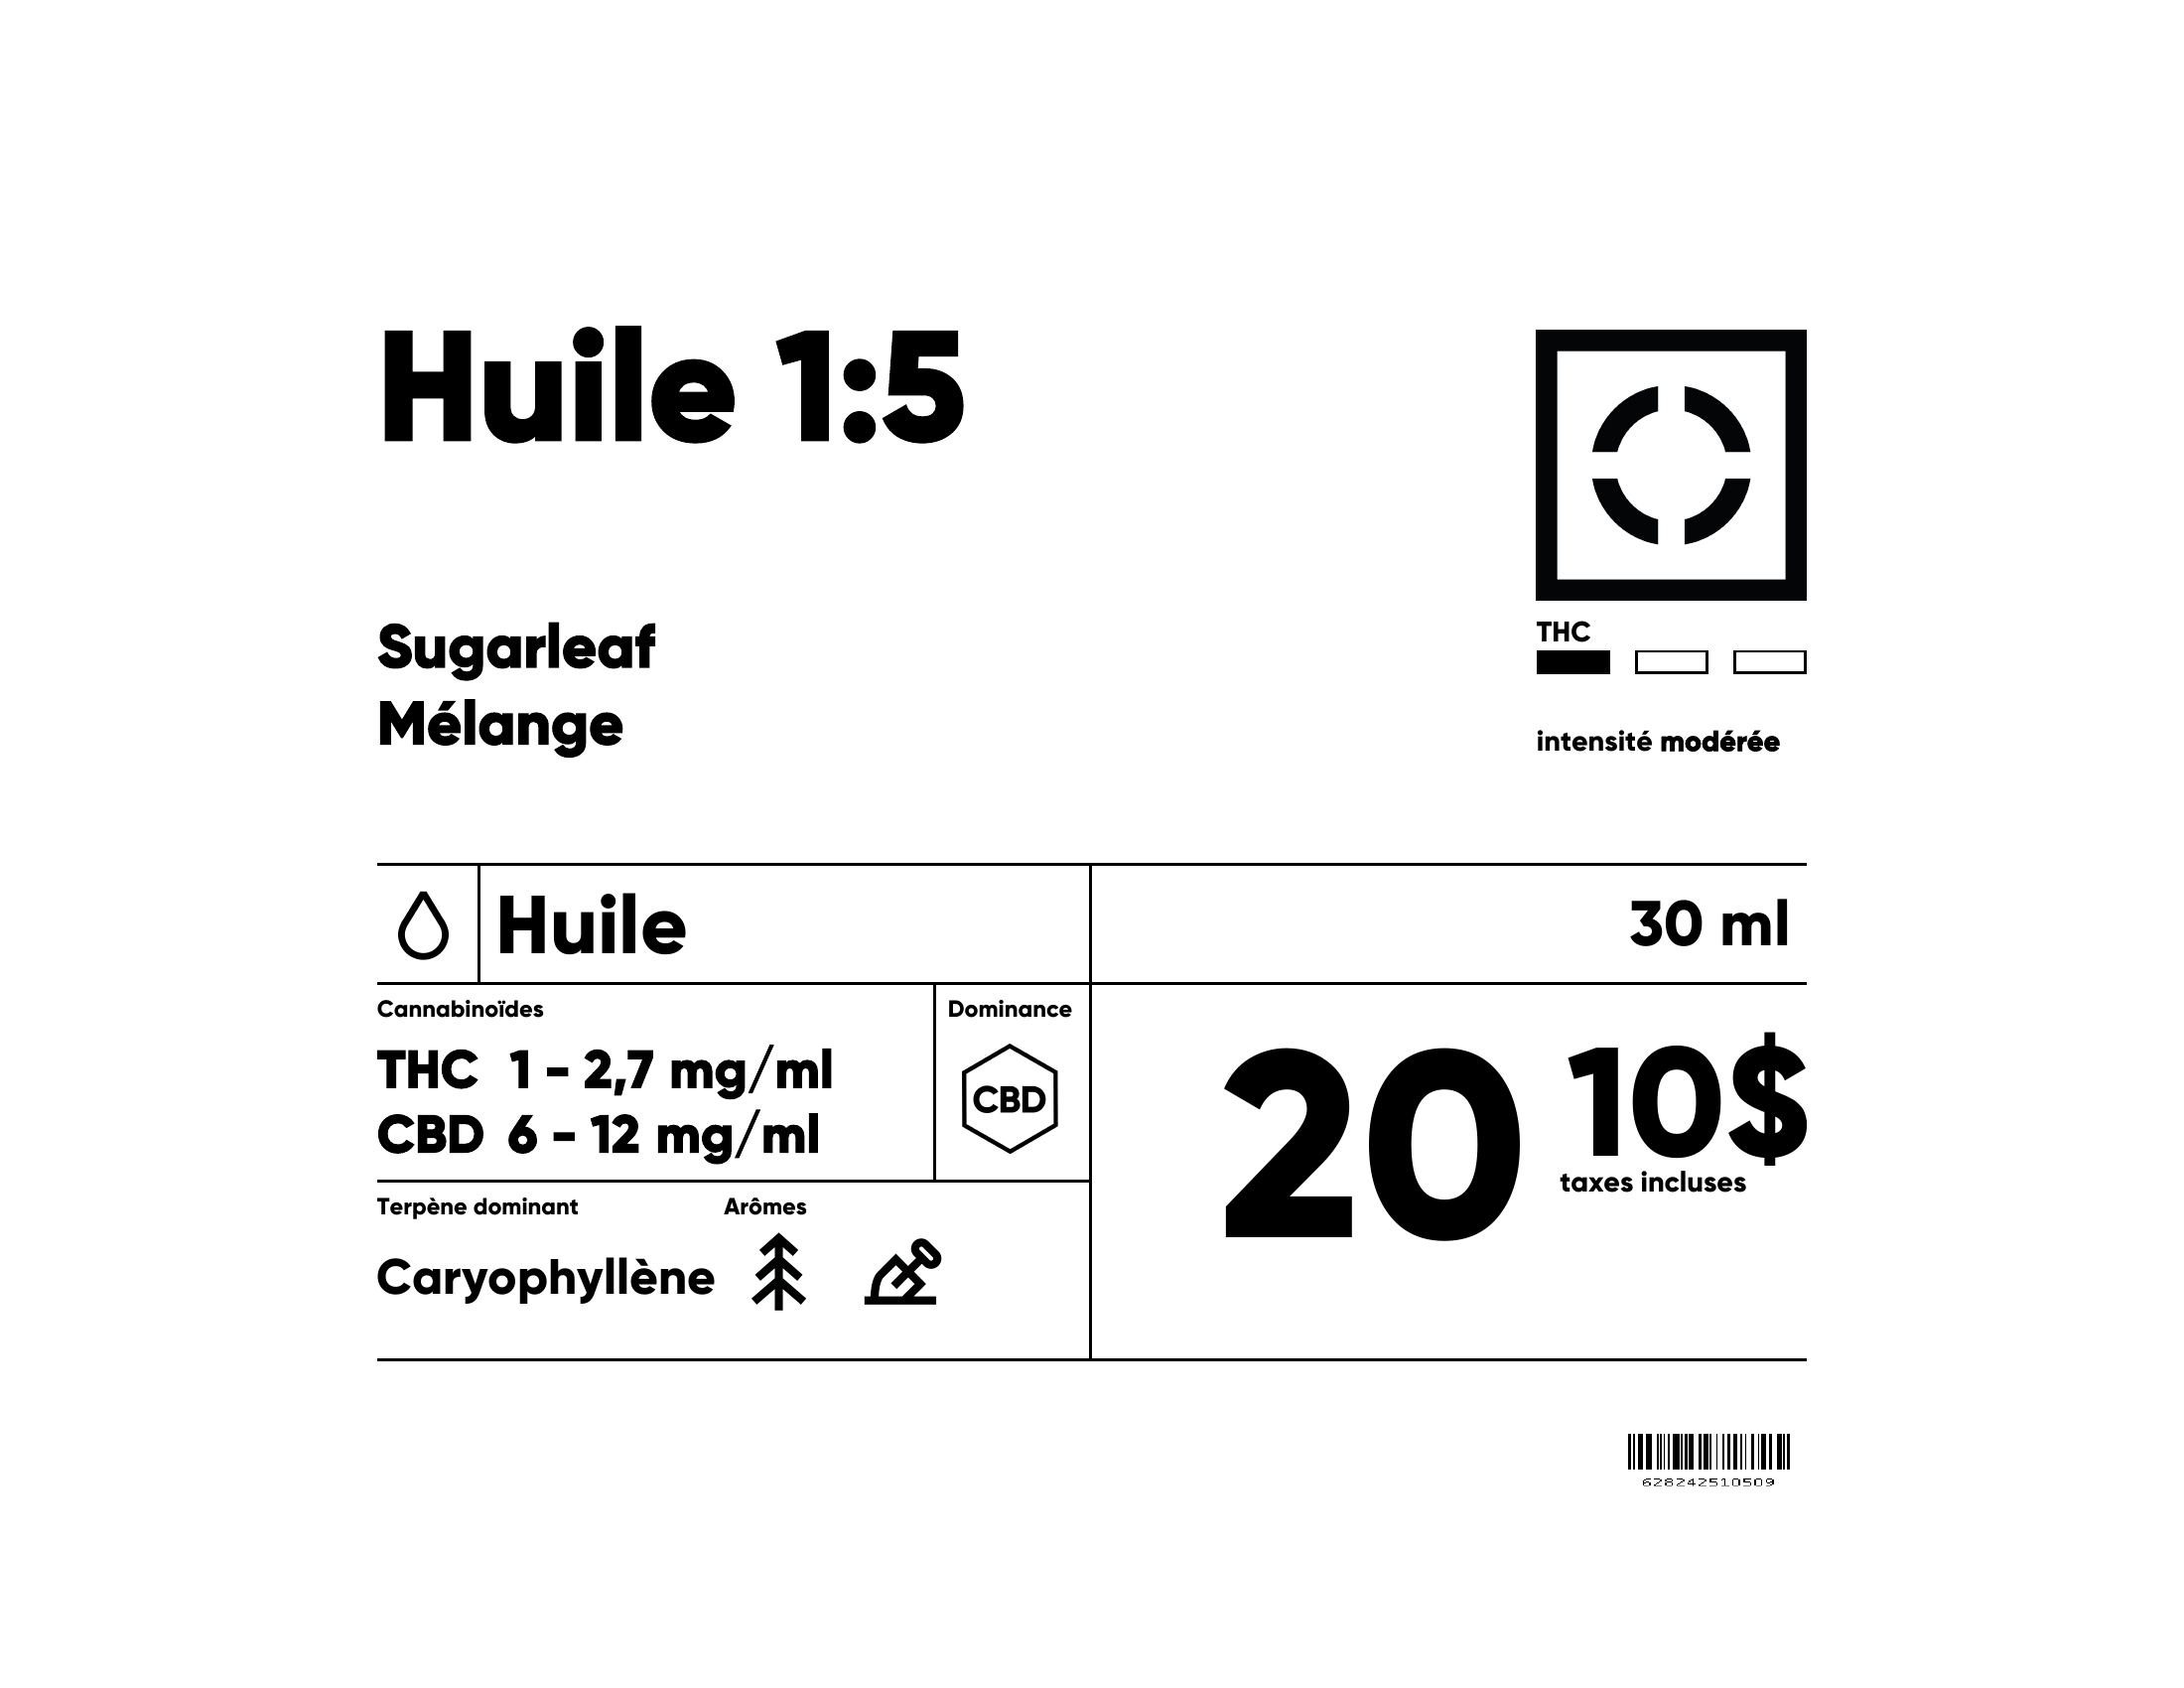 Huile 1:5
Sugarleaf
Mélange
THC
intensité modérée
Huile
30 ml
Cannabinoïdes
THC 1 - 2,7 mg/ml
CBD 6 - 12 mg/ml
Dominance
CBD
20 10$
taxes incluses
Terpène dominant
Arômes
Caryophyllène
628242510509